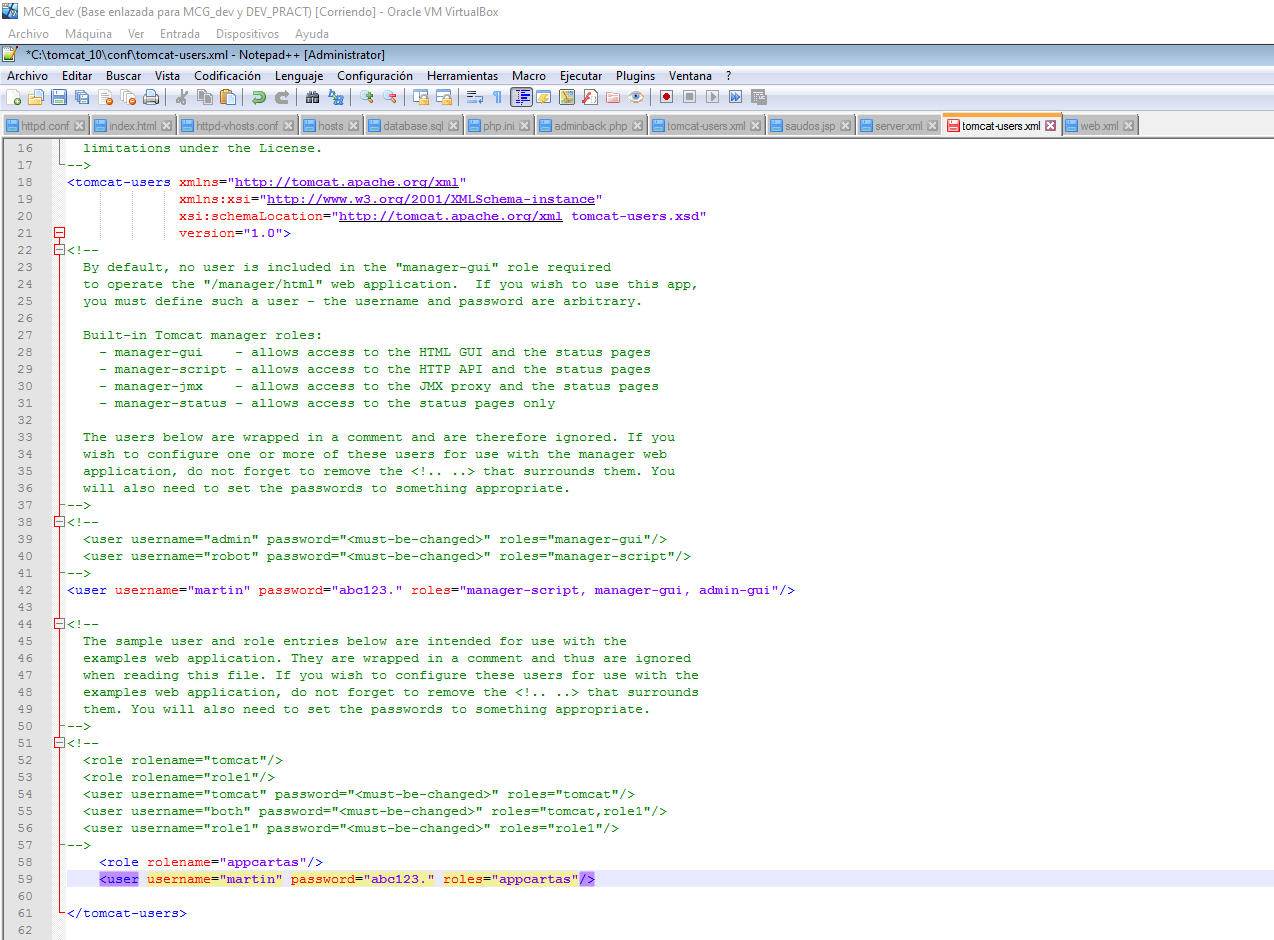 MCG_dev (Base enlazada para MCG_dev y DEV_PRACT) [Corriendo] - Oracle VM VirtualBox
Archivo Máquina Ver Entrada Dispositivos Ayuda
*C:\tomcat_10\conf\tomcat-users.xml - Notepad++ [Administrator]
Archivo Editar Buscar Vista Codificación Lenguaje Configuración Herramientas Macro Ejecutar Plugins Ventana ?
httpd.conf index.html httpd-vhosts.conf hosts database.sql php.ini adminback.php tomcat-users.xml saudos.jsp server.xml tomcat-users.xml web.xml
16 limitations under the License.
17 -->
18 <tomcat-users xmlns="http://tomcat.apache.org/xml"
19 xmlns:xsi="http://www.w3.org/2001/XMLSchema-instance"
20 xsi:schemaLocation="http://tomcat.apache.org/xml tomcat-users.xsd"
21 version="1.0">
22 <!--
23 By default, no user is included in the "manager-gui" role required
24 to operate the "/manager/html" web application.  If you wish to use this app,
25 you must define such a user - the username and password are arbitrary.
26
27 Built-in Tomcat manager roles:
28 - manager-gui    - allows access to the HTML GUI and the status pages
29 - manager-script - allows access to the HTTP API and the status pages
30 - manager-jmx    - allows access to the JMX proxy and the status pages
31 - manager-status - allows access to the status pages only
32
33 The users below are wrapped in a comment and are therefore ignored. If you
34 wish to configure one or more of these users for use with the manager web
35 application, do not forget to remove the <!.. ..> that surrounds them. You
36 will also need to set the passwords to something appropriate.
37 -->
38 <!--
39 <user username="admin" password="<must-be-changed>" roles="manager-gui"/>
40 <user username="robot" password="<must-be-changed>" roles="manager-script"/>
41 -->
42 <user username="martin" password="abc123." roles="manager-script, manager-gui, admin-gui"/>
43
44 <!--
45 The sample user and role entries below are intended for use with the
46 examples web application. They are wrapped in a comment and thus are ignored
47 when reading this file. If you wish to configure these users for use with the
48 examples web application, do not forget to remove the <!.. ..> that surrounds
49 them. You will also need to set the passwords to something appropriate.
50 -->
51 <!--
52 <role rolename="tomcat"/>
53 <role rolename="role1"/>
54 <user username="tomcat" password="<must-be-changed>" roles="tomcat"/>
55 <user username="both" password="<must-be-changed>" roles="tomcat,role1"/>
56 <user username="role1" password="<must-be-changed>" roles="role1"/>
57 -->
58 <role rolename="appcartas"/>
59 <user username="martin" password="abc123." roles="appcartas"/>
60
61 </tomcat-users>
62